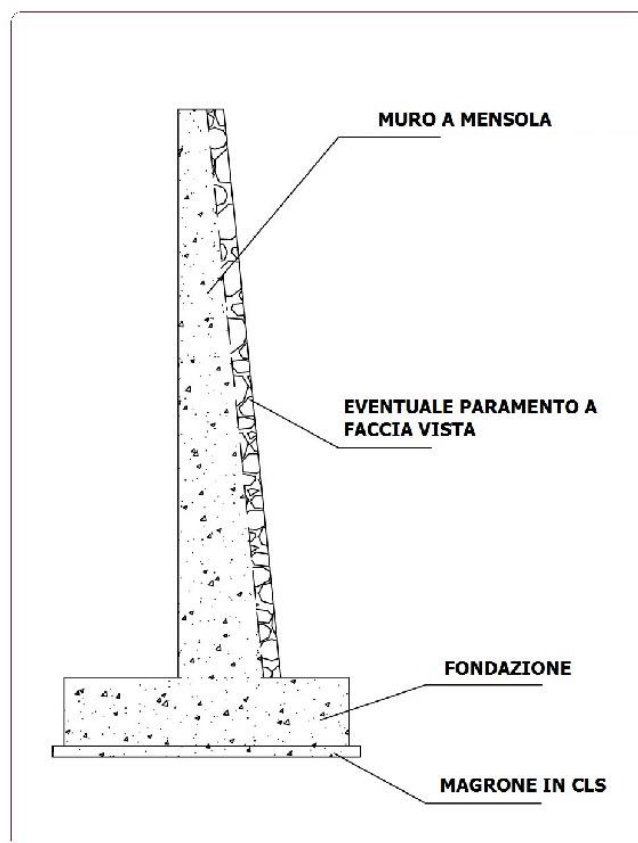 MURO A MENSOLA
EVENTUALE PARAMENTO A
FACCIA VISTA
FONDAZIONE
MAGRONE IN CLS